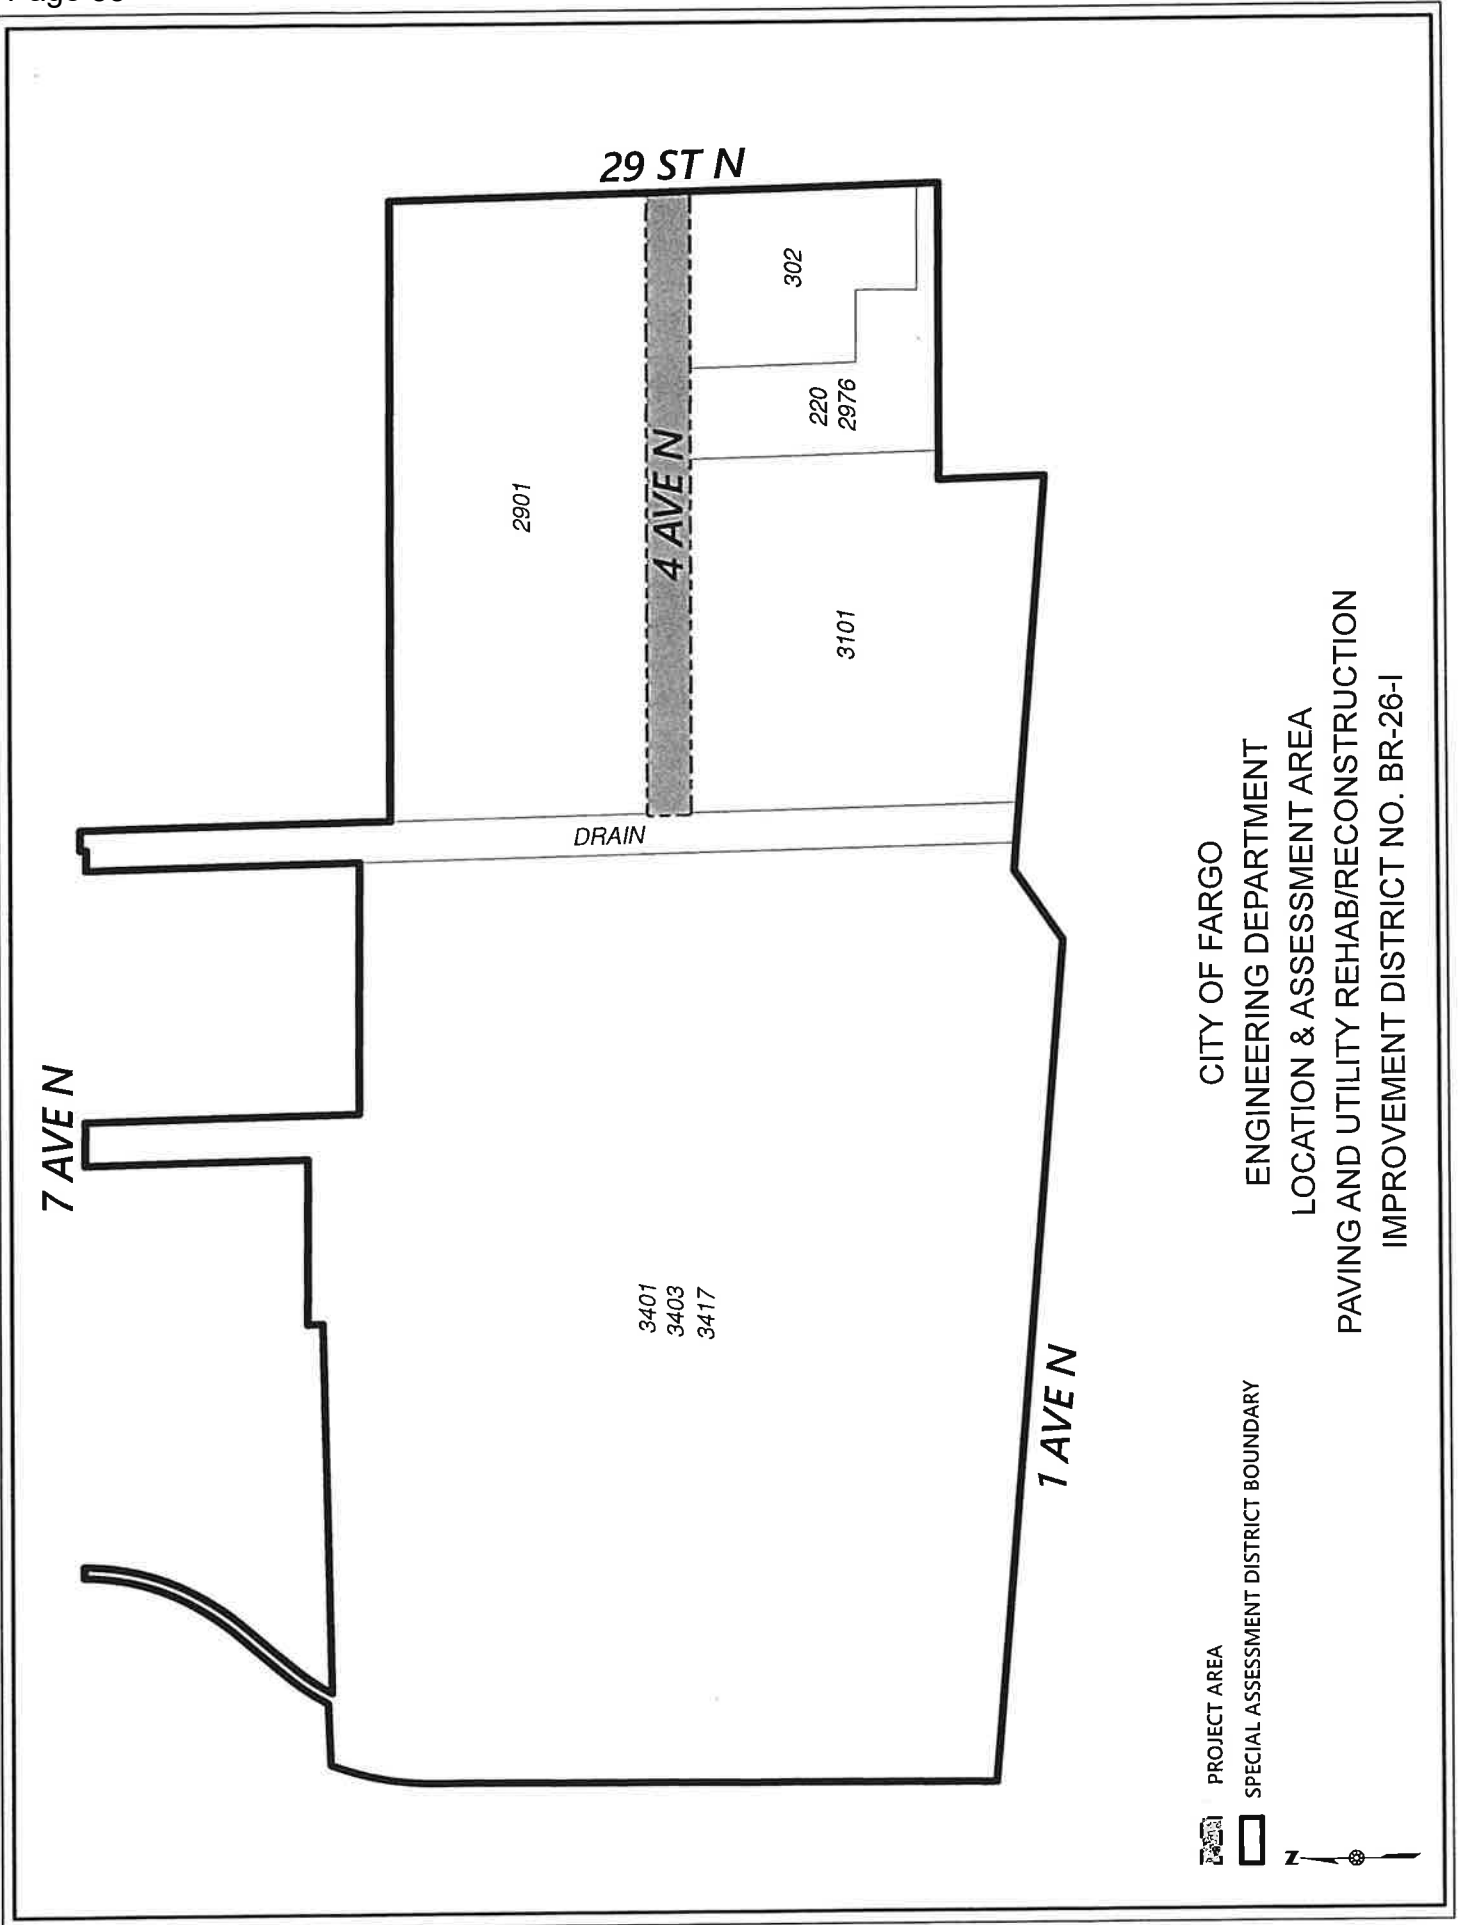 7 AVE N
29 ST N
2901
4 AVE N
302
220
2976
3101
DRAIN
3401
3403
3417
1 AVE N
PROJECT AREA
SPECIAL ASSESSMENT DISTRICT BOUNDARY
N
CITY OF FARGO
ENGINEERING DEPARTMENT
LOCATION & ASSESSMENT AREA
PAVING AND UTILITY REHAB/RECONSTRUCTION
IMPROVEMENT DISTRICT NO. BR-26-I